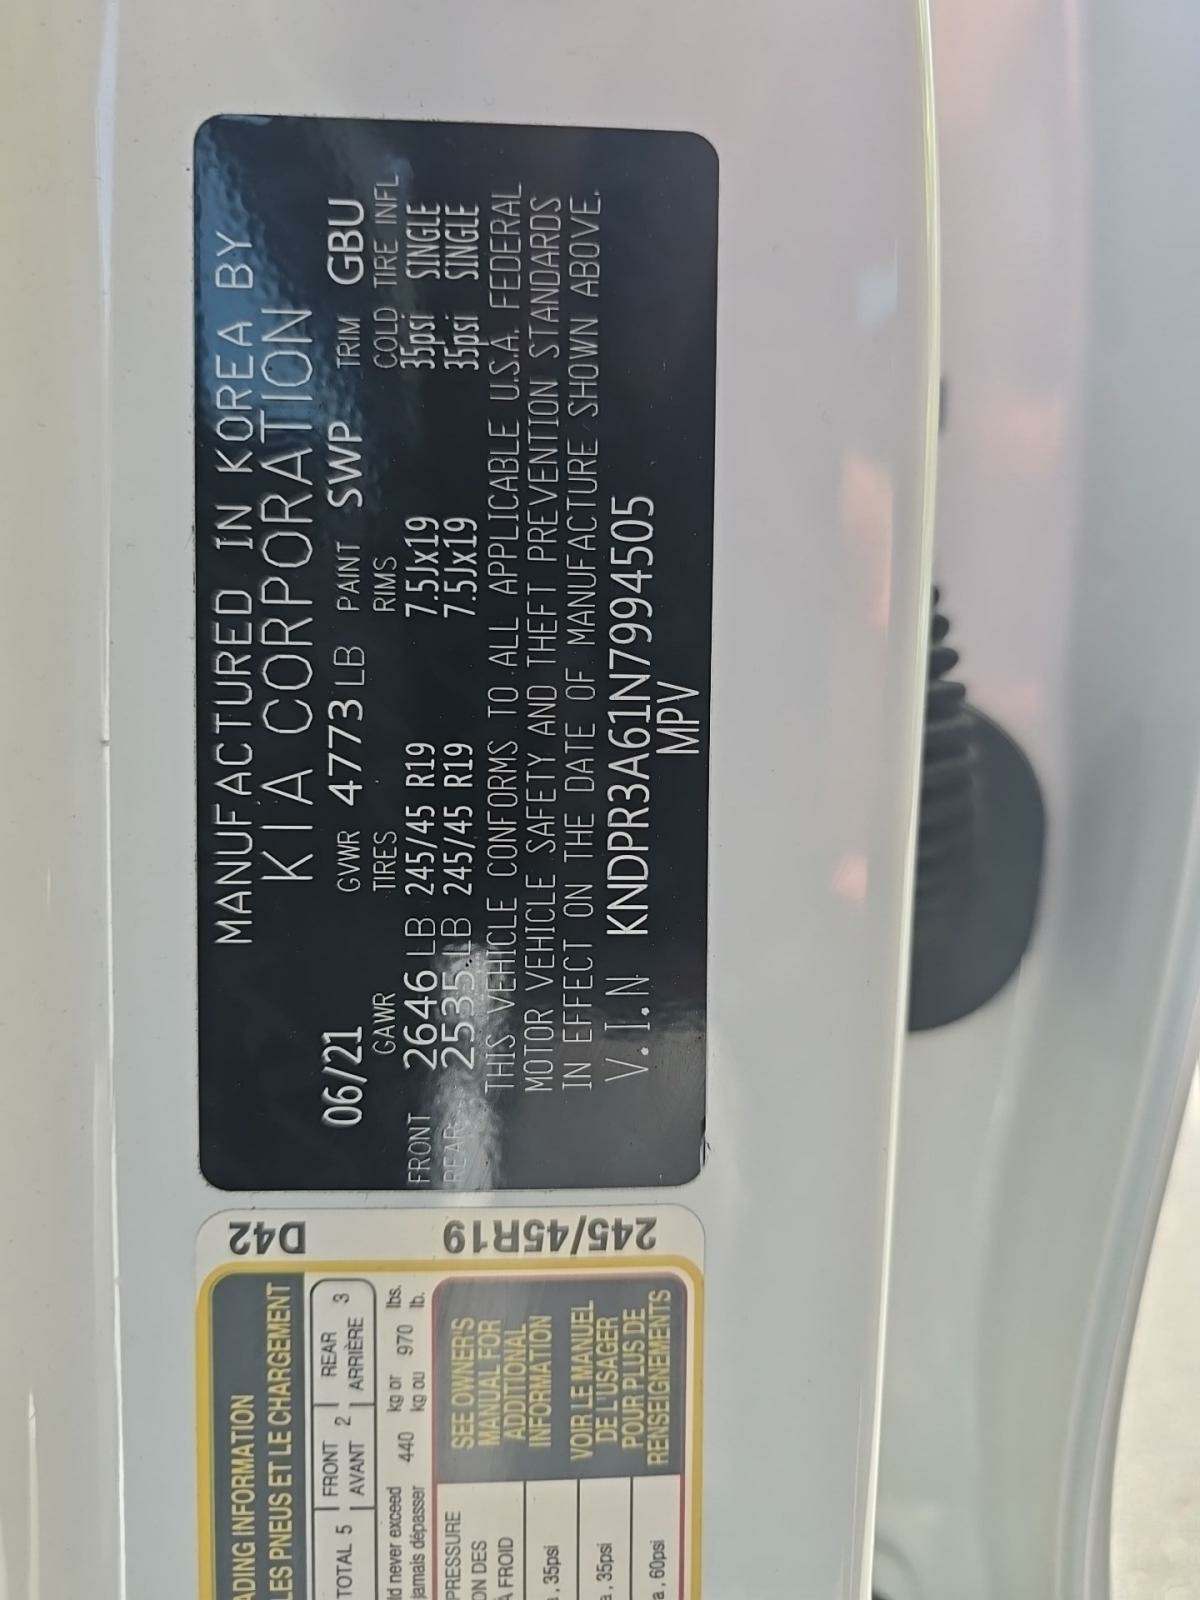 MANUFACTURED IN KOREA BY
KIA CORPORATION
06/21 GVWR 4773 LB PAINT SWP TRIM GBU
GAWR TIRES RIMS COLD TIRE INFL
FRONT 2646 LB 245/45 R19 7.5Jx19 35psi SINGLE
REAR 2535 LB 245/45 R19 7.5Jx19 35psi SINGLE
THIS VEHICLE CONFORMS TO ALL APPLICABLE U.S.A. FEDERAL
MOTOR VEHICLE SAFETY AND THEFT PREVENTION STANDARDS
IN EFFECT ON THE DATE OF MANUFACTURE SHOWN ABOVE.
V.I.N KNDPR3A61N7994505
MPV
D42
245/45R19
ADING INFORMATION
LES PNEUS ET LE CHARGEMENT
TOTAL 5 FRONT 2 REAR 3
AVANT ARRIÈRE
ld never exceed 440 kg or 970 lbs.
jamais dépasser kg ou lb.
PRESSURE
ON DES
À FROID
a, 35psi
a, 35psi
a, 60psi
SEE OWNER'S
MANUAL FOR
ADDITIONAL
INFORMATION
VOIR LE MANUEL
DE L'USAGER
POUR PLUS DE
RENSEIGNEMENTS